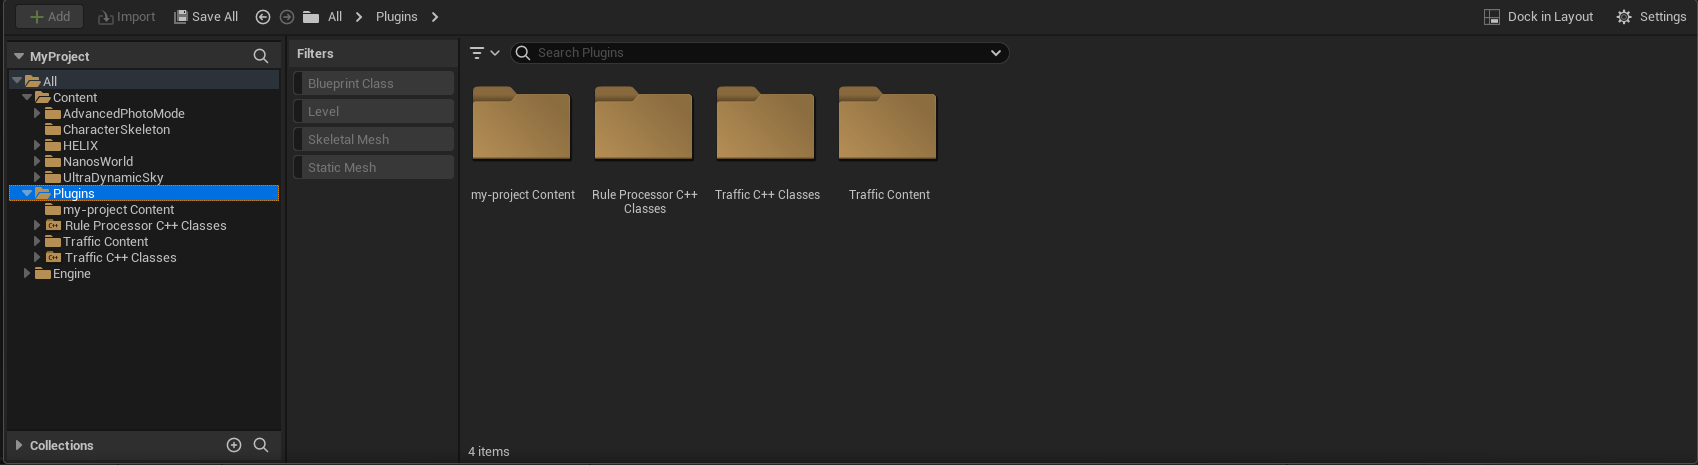 Add Import Save All All Plugins Dock in Layout Settings
MyProject
All
Content
AdvancedPhotoMode
CharacterSkeleton
HELIX
NanosWorld
UltraDynamicSky
Plugins
my-project Content
C++ Rule Processor C++ Classes
Traffic Content
C++ Traffic C++ Classes
Engine
Collections
Filters
Blueprint Class
Level
Skeletal Mesh
Static Mesh
Search Plugins
my-project Content
Rule Processor C++
Classes
Traffic C++ Classes
Traffic Content
4 items